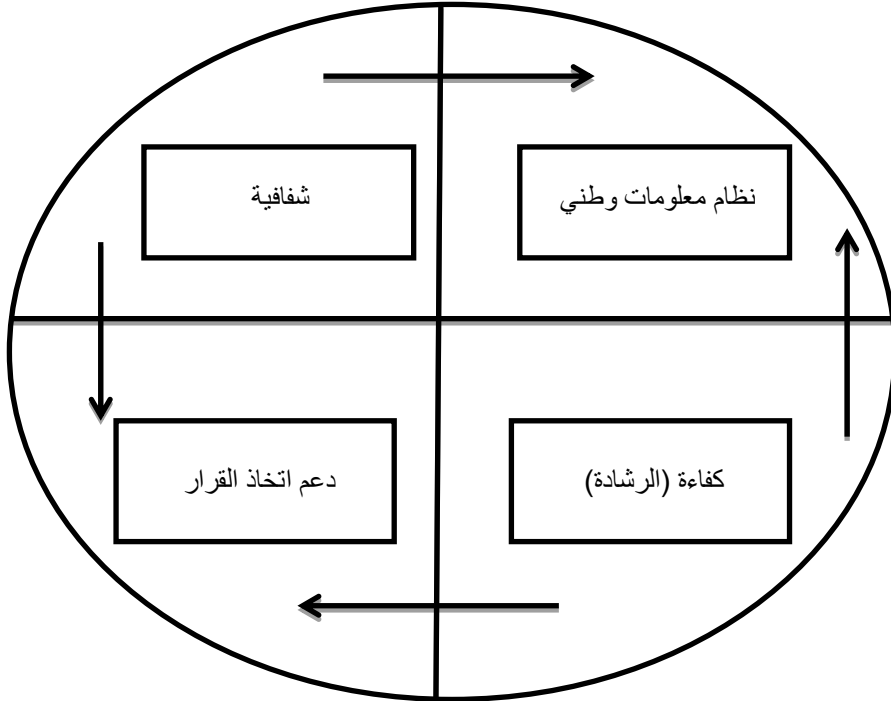 نظام معلومات وطني
شفافية
كفاءة (الرشادة)
دعم اتخاذ القرار